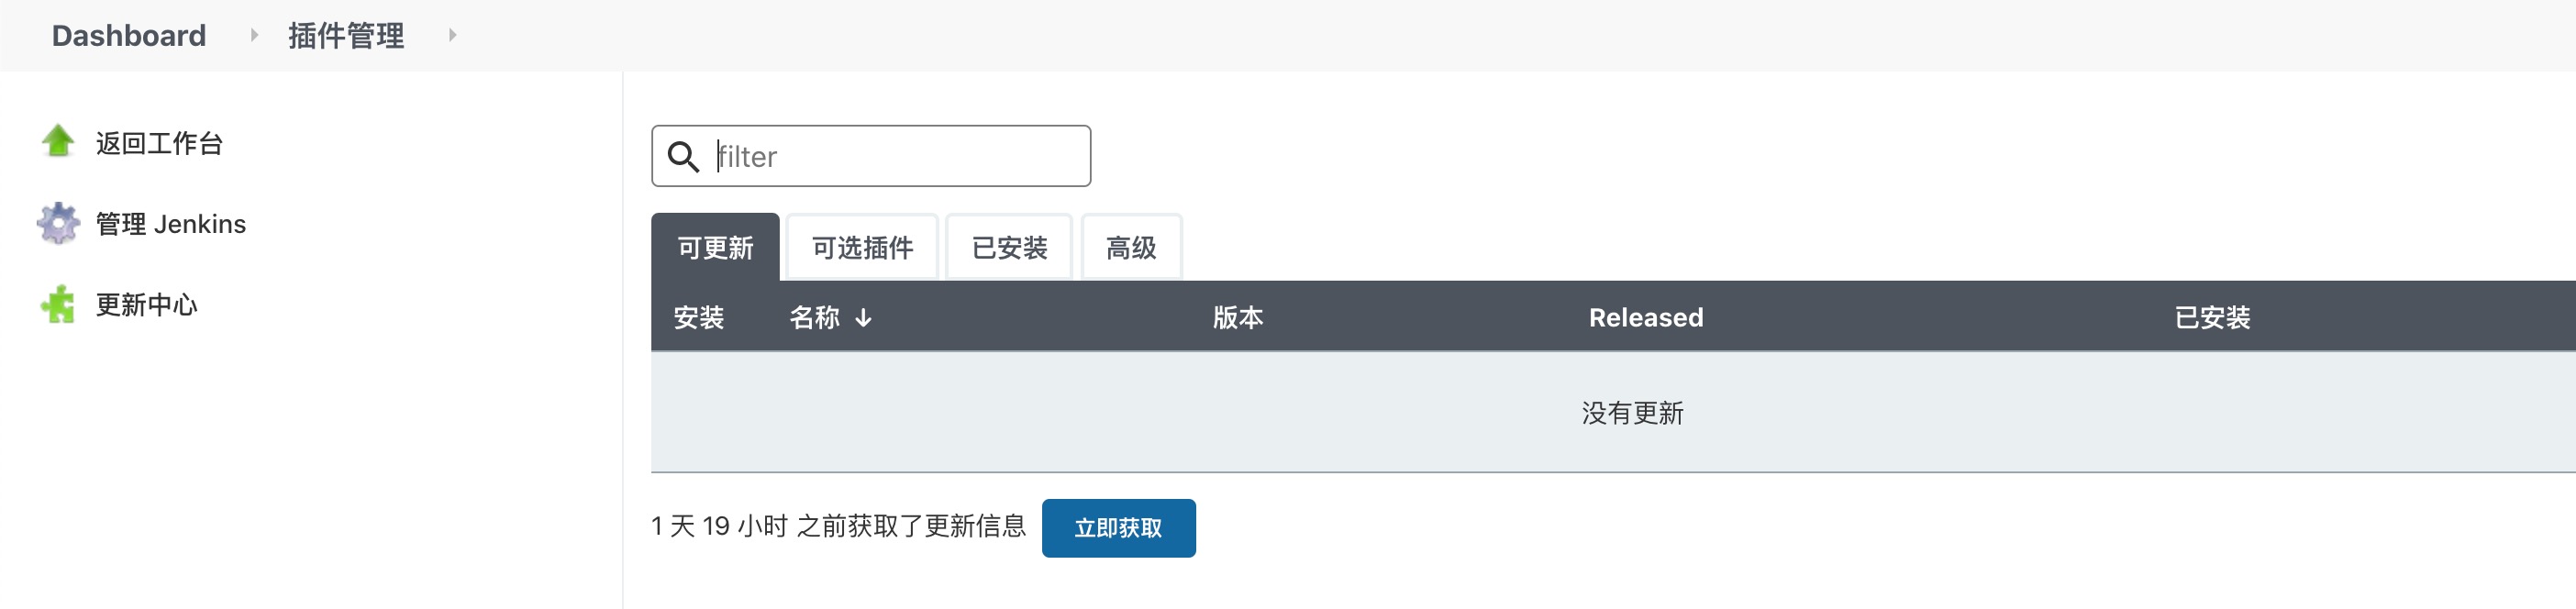 Dashboard 插件管理
返回工作台
管理 Jenkins
更新中心
filter
可更新 可选插件 已安装 高级
安装 名称 ↓ 版本 Released 已安装
没有更新
1 天 19 小时 之前获取了更新信息 立即获取